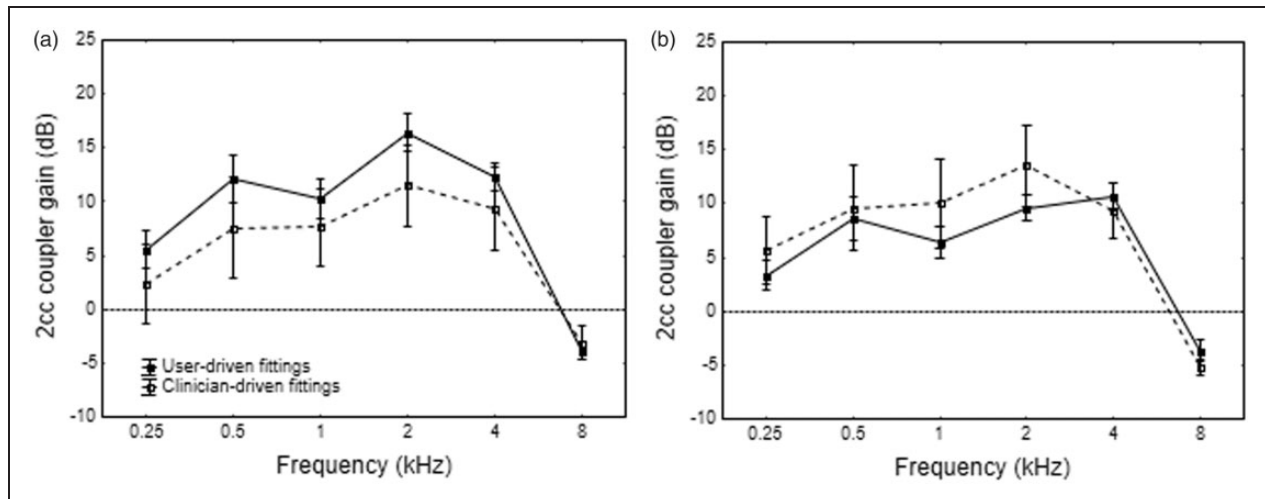 (a)
25
20
15
10
5
0
-5
-10
2cc coupler gain (dB)
User-driven fittings
Clinician-driven fittings
0.25 0.5 1 2 4 8
Frequency (kHz)
(b)
25
20
15
10
5
0
-5
-10
2cc coupler gain (dB)
0.25 0.5 1 2 4 8
Frequency (kHz)